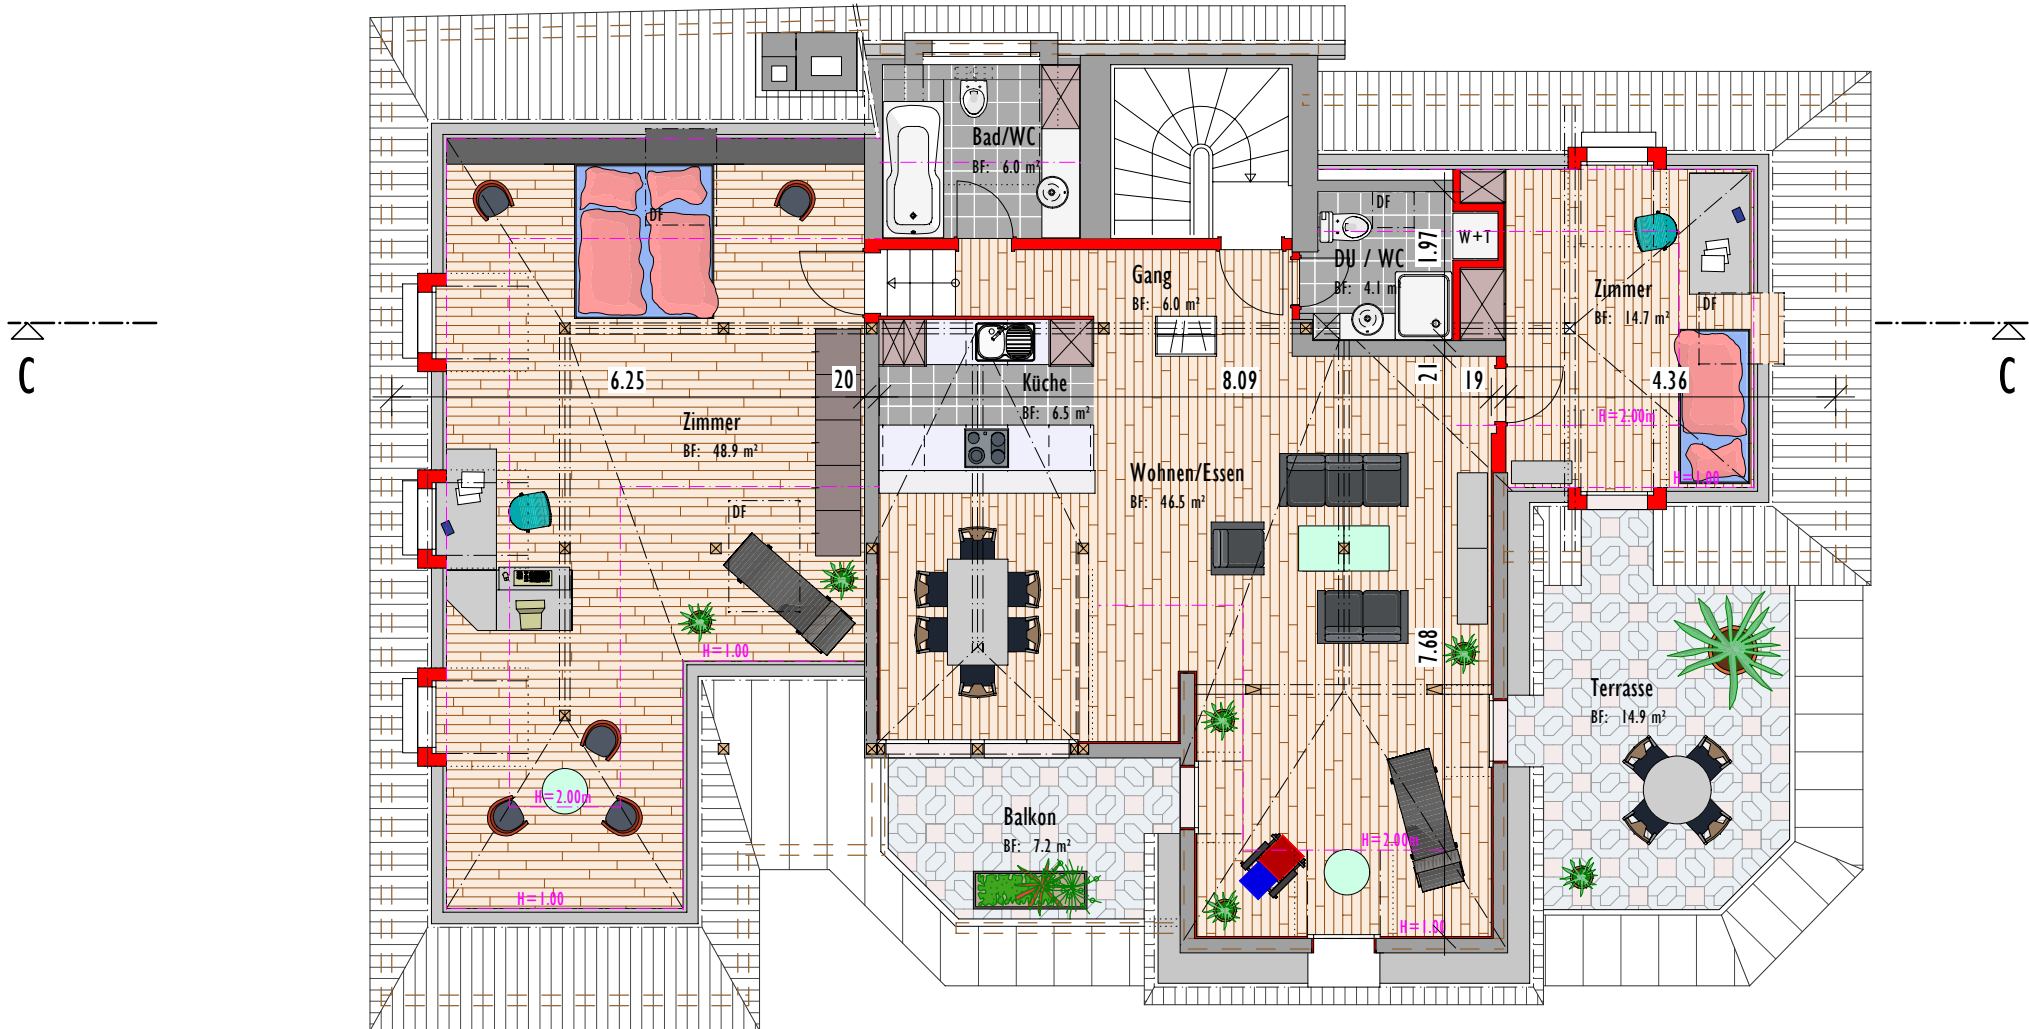 Bad/WC
BF: 6.0 m²
DF
DF
1.97
W+T
DU / WC
BF: 4.1 m²
Gang
BF: 6.0 m²
Zimmer
BF: 14.7 m²
DF
C
C
6.25
20
Küche
BF: 6.5 m²
8.09
21
19
4.36
H=2.00m
Zimmer
BF: 48.9 m²
Wohnen/Essen
BF: 46.5 m²
H=1.00
DF
H=1.00
7.68
Terrasse
BF: 14.9 m²
H=2.00m
Balkon
BF: 7.2 m²
H=2.00m
H=1.00
H=1.00